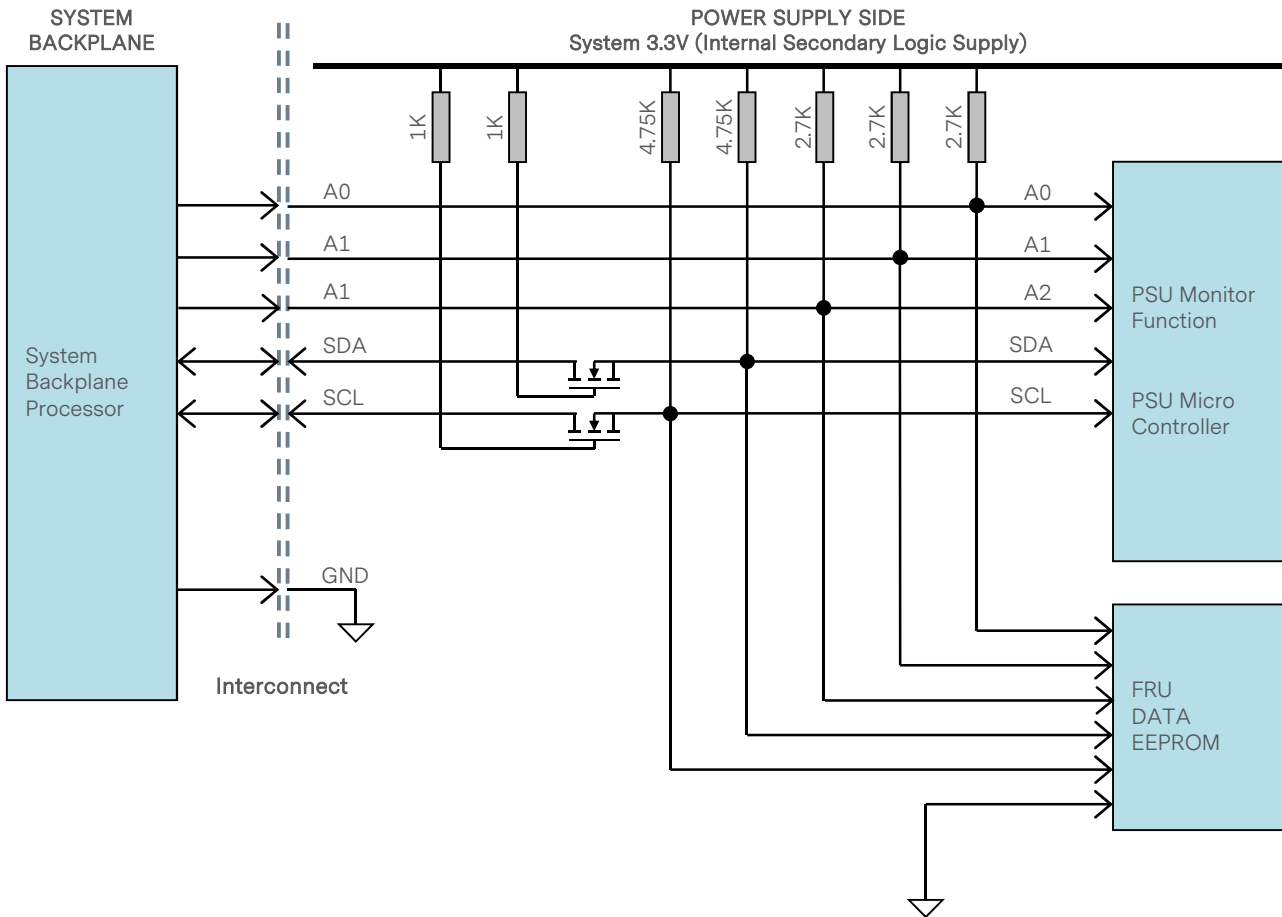 SYSTEM
BACKPLANE
POWER SUPPLY SIDE
System 3.3V (Internal Secondary Logic Supply)
1K
1K
4.75K
4.75K
2.7K
2.7K
2.7K
A0
A0
A1
A1
A1
A2
SDA
SDA
SCL
SCL
System
Backplane
Processor
PSU Monitor
Function
PSU Micro
Controller
GND
Interconnect
FRU
DATA
EEPROM